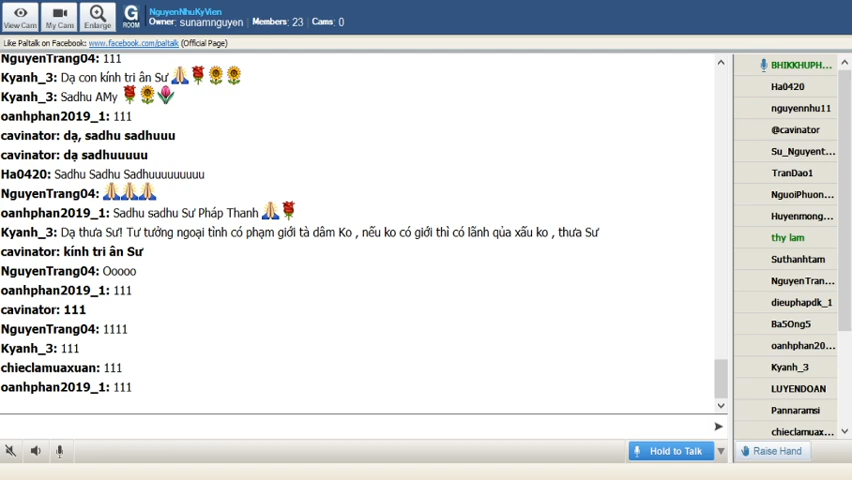 NguyenNhuKyVien
Owner: sunamnguyen Members: 23 Cams: 0
View Cam
My Cam
Enlarge
G
ROOM
Like Paltalk on Facebook: www.facebook.com/paltalk (Official Page)
NguyenTrang04: 111
Kyanh_3: Dạ con kính tri ân Sư
Kyanh_3: Sadhu AMy
oanhphan2019_1: 111
cavinator: dạ, sadhu sadhuuu
cavinator: dạ sadhuuuuu
Ha0420: Sadhu Sadhu Sadhuuuuuuuuu
NguyenTrang04:
oanhphan2019_1: Sadhu sadhu Sư Pháp Thanh
Kyanh_3: Dạ thưa Sư! Tư tưởng ngoại tình có phạm giới tà dâm Ko , nếu ko có giới thì có lãnh qủa xấu ko , thưa Sư
cavinator: kính tri ân Sư
NguyenTrang04: Ooooo
oanhphan2019_1: 111
cavinator: 111
NguyenTrang04: 1111
Kyanh_3: 111
chieclamuaxuan: 111
oanhphan2019_1: 111
BHIKKHUPH...
Ha0420
nguyennhu11
@cavinator
Su_Nguyent...
TranDao1
NguoiPhuon...
Huyenmong...
thy lam
Suthanhtam
NguyenTran...
dieuphapdk_1
Ba5Ong5
oanhphan20...
Kyanh_3
LUYENDOAN
Pannaramsi
chieclamuax...
Hold to Talk
Raise Hand